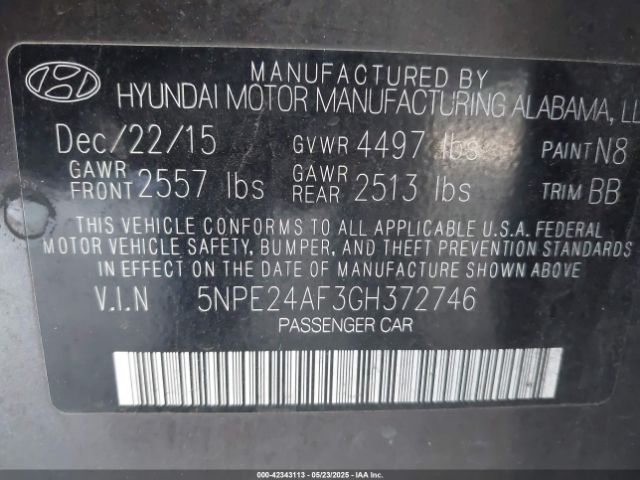 MANUFACTURED BY
HYUNDAI MOTOR MANUFACTURING ALABAMA, LL
Dec/22/15 GVWR 4497 lbs PAINT N8
GAWR FRONT 2557 lbs GAWR REAR 2513 lbs TRIM BB
THIS VEHICLE CONFORMS TO ALL APPLICABLE U.S.A. FEDERAL
MOTOR VEHICLE SAFETY, BUMPER, AND THEFT PREVENTION STANDARDS
IN EFFECT ON THE DATE OF MANUFACTURE SHOWN ABOVE.
V.I.N 5NPE24AF3GH372746
PASSENGER CAR
000-42343113 - 05/23/2025 - IAA, Inc.